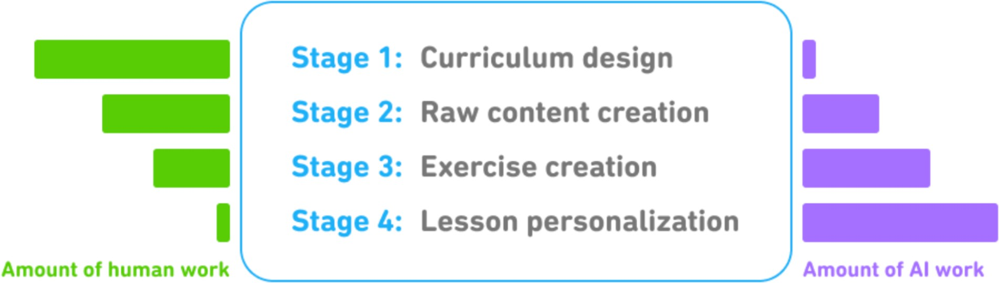 Stage 1: Curriculum design
Stage 2: Raw content creation
Stage 3: Exercise creation
Stage 4: Lesson personalization
Amount of human work
Amount of AI work